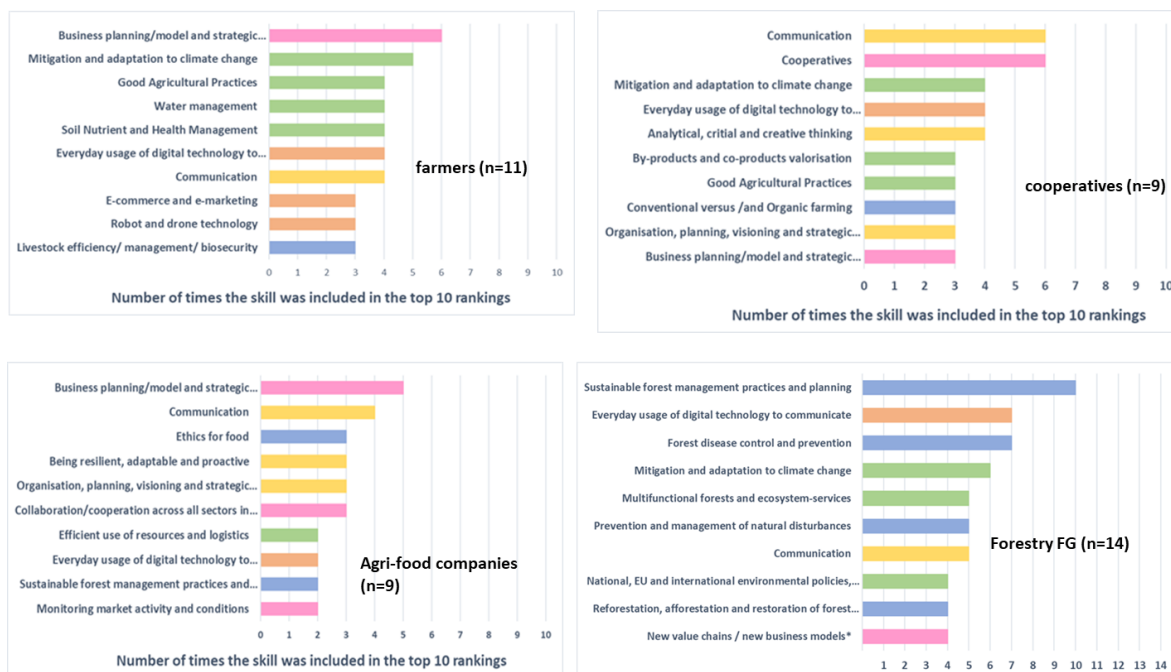 Business planning/model and strategic...
Mitigation and adaptation to climate change
Good Agricultural Practices
Water management
Soil Nutrient and Health Management
Everyday usage of digital technology to...
Communication
E-commerce and e-marketing
Robot and drone technology
Livestock efficiency/ management/ biosecurity
farmers (n=11)
0 1 2 3 4 5 6 7 8 9 10
Number of times the skill was included in the top 10 rankings
Communication
Cooperatives
Mitigation and adaptation to climate change
Everyday usage of digital technology to...
Analytical, critial and creative thinking
By-products and co-products valorisation
Good Agricultural Practices
Conventional versus /and Organic farming
Organisation, planning, visioning and strategic...
Business planning/model and strategic...
cooperatives (n=9)
0 1 2 3 4 5 6 7 8 9 10
Number of times the skill was included in the top 10 rankings
Business planning/model and strategic...
Communication
Ethics for food
Being resilient, adaptable and proactive
Organisation, planning, visioning and strategic...
Collaboration/cooperation across all sectors in...
Efficient use of resources and logistics
Everyday usage of digital technology to...
Sustainable forest management practices and...
Monitoring market activity and conditions
Agri-food companies
(n=9)
0 1 2 3 4 5 6 7 8 9 10
Number of times the skill was included in the top 10 rankings
Sustainable forest management practices and planning
Everyday usage of digital technology to communicate
Forest disease control and prevention
Mitigation and adaptation to climate change
Multifunctional forests and ecosystem-services
Prevention and management of natural disturbances
Communication
National, EU and international environmental policies,...
Reforestation, afforestation and restoration of forest...
New value chains / new business models*
Forestry FG (n=14)
1 2 3 4 5 6 7 8 9 10 11 12 13 14